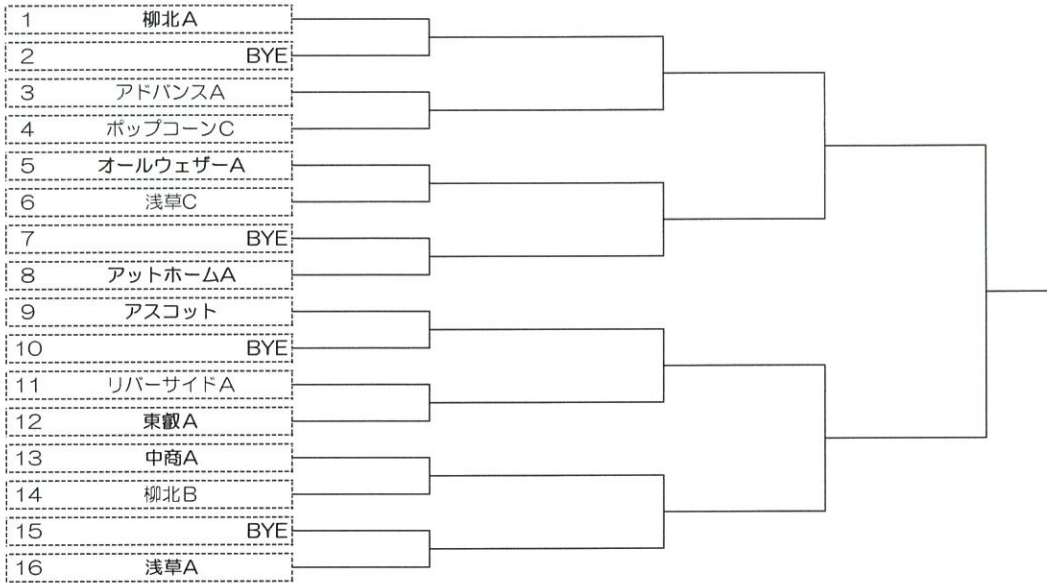 1 柳北A
2 BYE
3 アドバンスA
4 ポップコーンC
5 オールウェザーA
6 浅草C
7 BYE
8 アットホームA
9 アスコット
10 BYE
11 リバーサイドA
12 東叡A
13 中商A
14 柳北B
15 BYE
16 浅草A